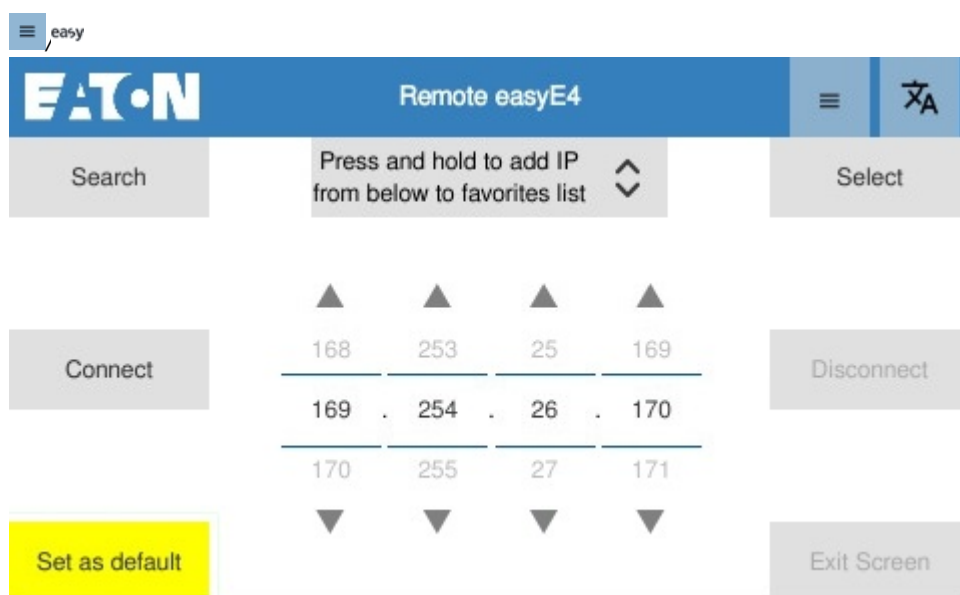 easy
EATON
Remote easyE4
Search
Press and hold to add IP
from below to favorites list
Select
168 253 25 169
Connect
169 . 254 . 26 . 170
Disconnect
170 255 27 171
Set as default
Exit Screen